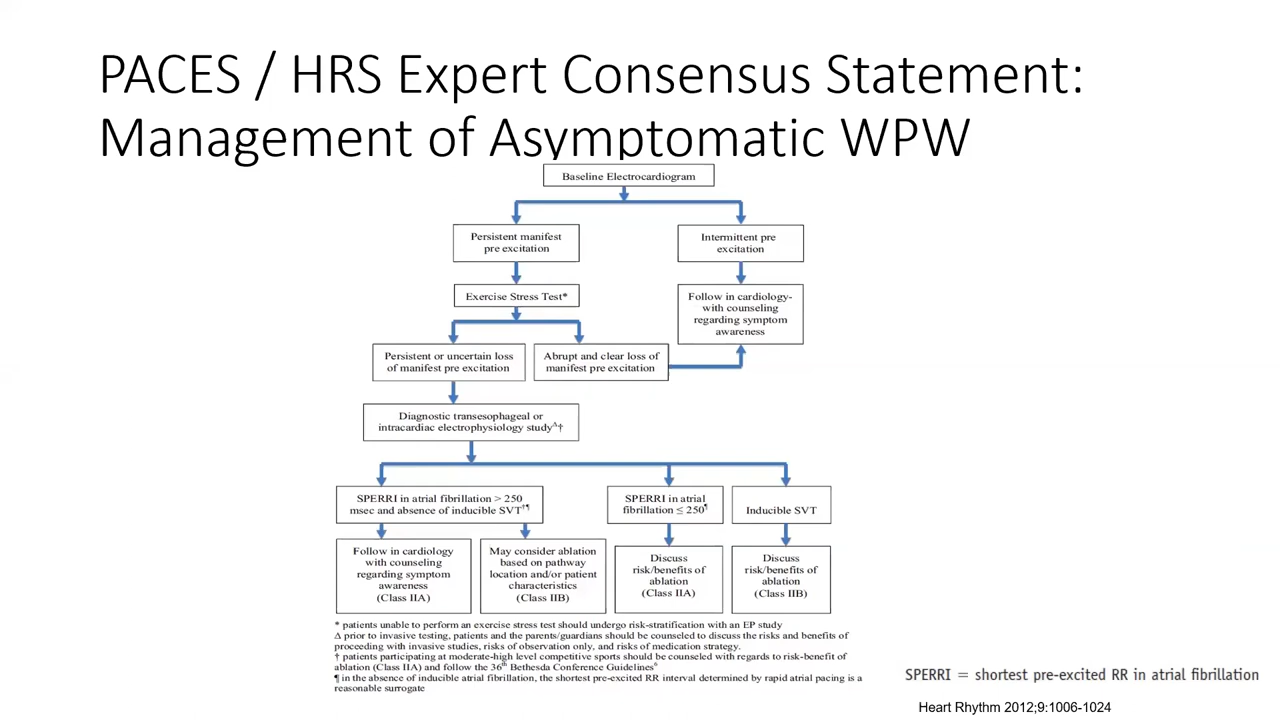 PACES / HRS Expert Consensus Statement:
Management of Asymptomatic WPW
Baseline Electrocardiogram
Persistent manifest
pre excitation
Intermittent pre
excitation
Exercise Stress Test*
Follow in cardiology-
with counseling
regarding symptom
awareness
Persistent or uncertain loss
of manifest pre excitation
Abrupt and clear loss of
manifest pre excitation
Diagnostic transesophageal or
intracardiac electrophysiology studyΔ†
SPERRI in atrial fibrillation > 250
msec and absence of inducible SVT†¶
SPERRI in atrial
fibrillation ≤ 250¶
Inducible SVT
Follow in cardiology
with counseling
regarding symptom
awareness
(Class IIA)
May consider ablation
based on pathway
location and/or patient
characteristics
(Class IIB)
Discuss
risk/benefits of
ablation
(Class IIA)
Discuss
risk/benefits of
ablation
(Class IIB)
* patients unable to perform an exercise stress test should undergo risk-stratification with an EP study
Δ prior to invasive testing, patients and the parents/guardians should be counseled to discuss the risks and benefits of
proceeding with invasive studies, risks of observation only, and risks of medication strategy.
† patients participating at moderate-high level competitive sports should be counseled with regards to risk-benefit of
ablation (Class IIA) and follow the 36th Bethesda Conference Guidelines6
¶ in the absence of inducible atrial fibrillation, the shortest pre-excited RR interval determined by rapid atrial pacing is a
reasonable surrogate
SPERRI = shortest pre-excited RR in atrial fibrillation
Heart Rhythm 2012;9:1006-1024